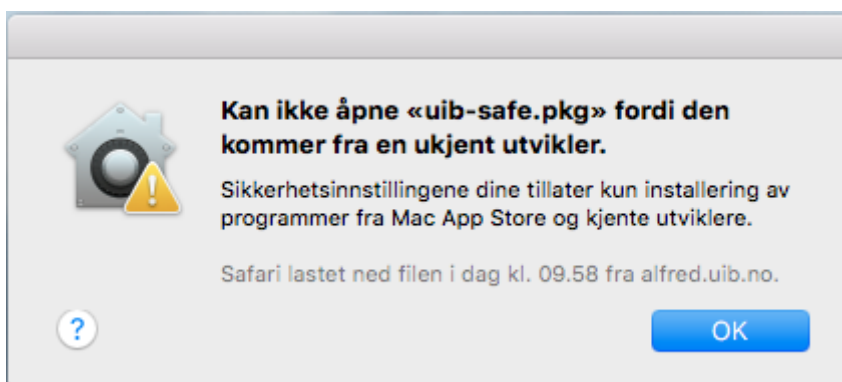 Kan ikke åpne «uib-safe.pkg» fordi den
kommer fra en ukjent utvikler.
Sikkerhetsinnstillingene dine tillater kun installering av
programmer fra Mac App Store og kjente utviklere.
Safari lastet ned filen i dag kl. 09.58 fra alfred.uib.no.
?
OK